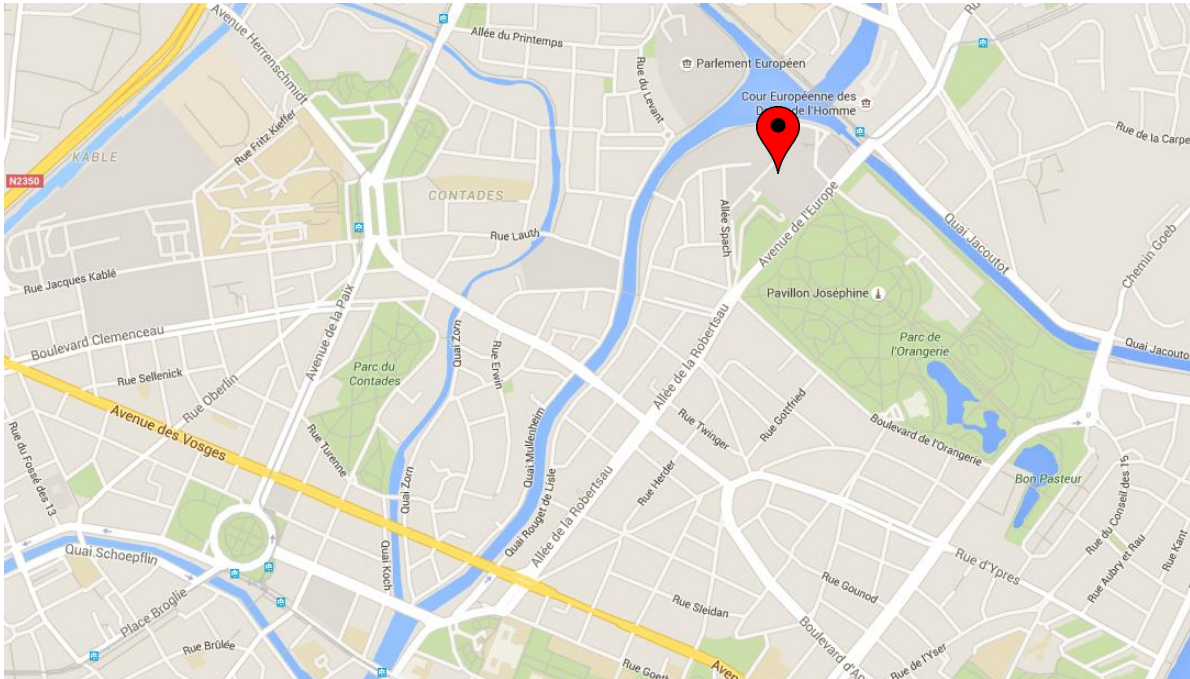 Avenue Herrenschmidt
Allée du Printemps
Parlement Européen
Rue du Levant
Cour Européenne des
de l'Homme
Rue Fritz Kieffer
Rue de la Carpe
KABLE
N2350
CONTADES
Allée Spach
Avenue de l'Europe
Quai Jacoutot
Chemin Goeb
Rue Lauth
Rue Jacques Kablé
Pavillon Joséphine
Boulevard Clemenceau
Avenue de la Paix
Quai Zorn
Rue Erwin
Allée de la Robertsau
Parc de
l'Orangerie
Quai Jacouto
Rue Sellenick
Rue Oberlin
Parc du
Contades
Avenue des Vosges
Rue Turenne
Quai Mullenheim
Rue Twinger
Rue Gottfried
Boulevard de l'Orangerie
Rue du Fossé des 13
Quai Zorn
Quai Rouget de Lisle
Allée de la Robertsau
Rue Herder
Bon Pasteur
Rue du Conseil des 15
Quai Schoepflin
Quai Koch
Rue d'Ypres
Rue Aubry et Rau
Rue Kant
Place Broglie
Rue Brûlée
Rue Sleidan
Rue Gounod
Boulevard d'An
Rue de l'Yser
Rue Goeth
Aven